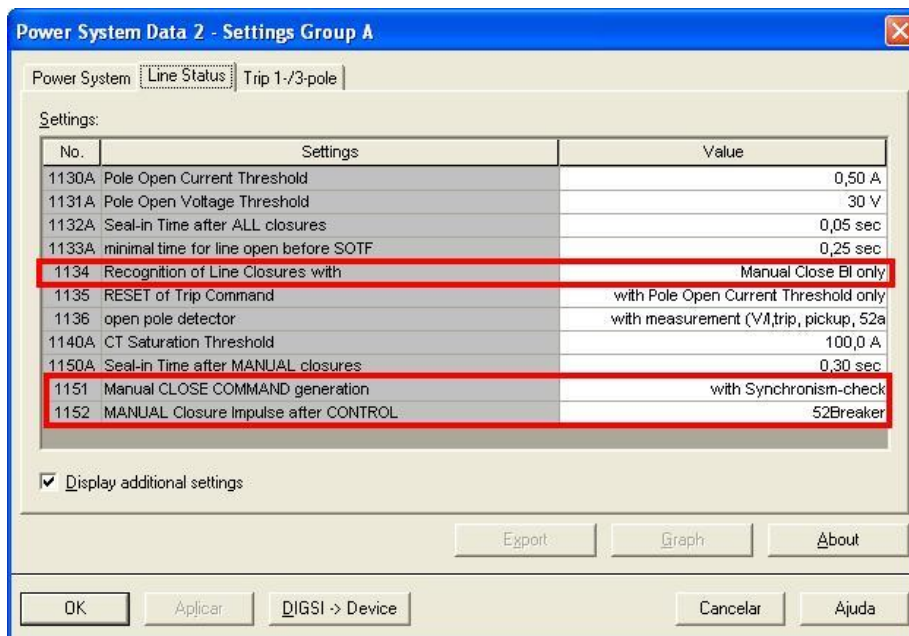 Power System Data 2 - Settings Group A
Power System Line Status Trip 1-/3-pole
Settings:
No. Settings Value
1130A Pole Open Current Threshold 0,50 A
1131A Pole Open Voltage Threshold 30 V
1132A Seal-in Time after ALL closures 0,05 sec
1133A minimal time for line open before SOTF 0,25 sec
1134 Recognition of Line Closures with Manual Close BI only
1135 RESET of Trip Command with Pole Open Current Threshold only
1136 open pole detector with measurement (V/I,trip, pickup, 52a
1140A CT Saturation Threshold 100,0 A
1150A Seal-in Time after MANUAL closures 0,30 sec
1151 Manual CLOSE COMMAND generation with Synchronism-check
1152 MANUAL Closure Impulse after CONTROL 52Breaker
Display additional settings
Export Graph About
OK Aplicar DIGSI -> Device Cancelar Ajuda